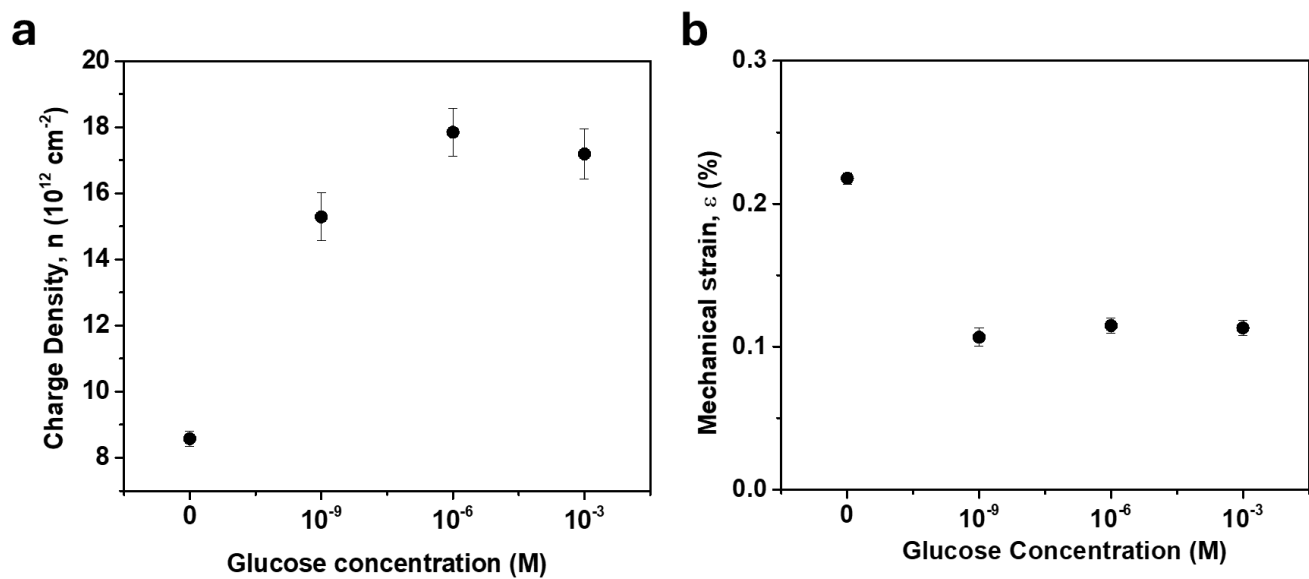 a
20
18
16
14
12
10
8
Charge Density, n (10¹² cm⁻²)
0 10⁻⁹ 10⁻⁶ 10⁻³
Glucose concentration (M)
b
0.3
0.2
0.1
0.0
Mechanical strain, ε (%)
0 10⁻⁹ 10⁻⁶ 10⁻³
Glucose Concentration (M)